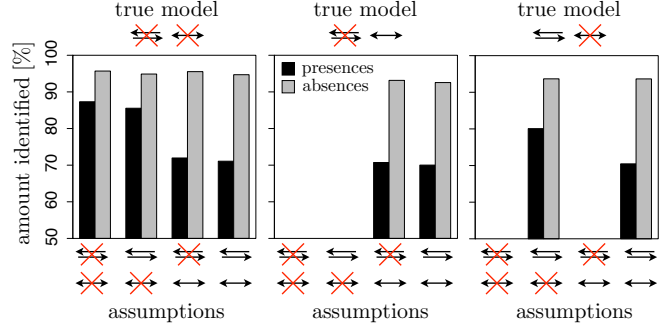 true model true model true model
amount identified [%]
100
90
80
70
60
50
presences
absences
assumptions assumptions assumptions